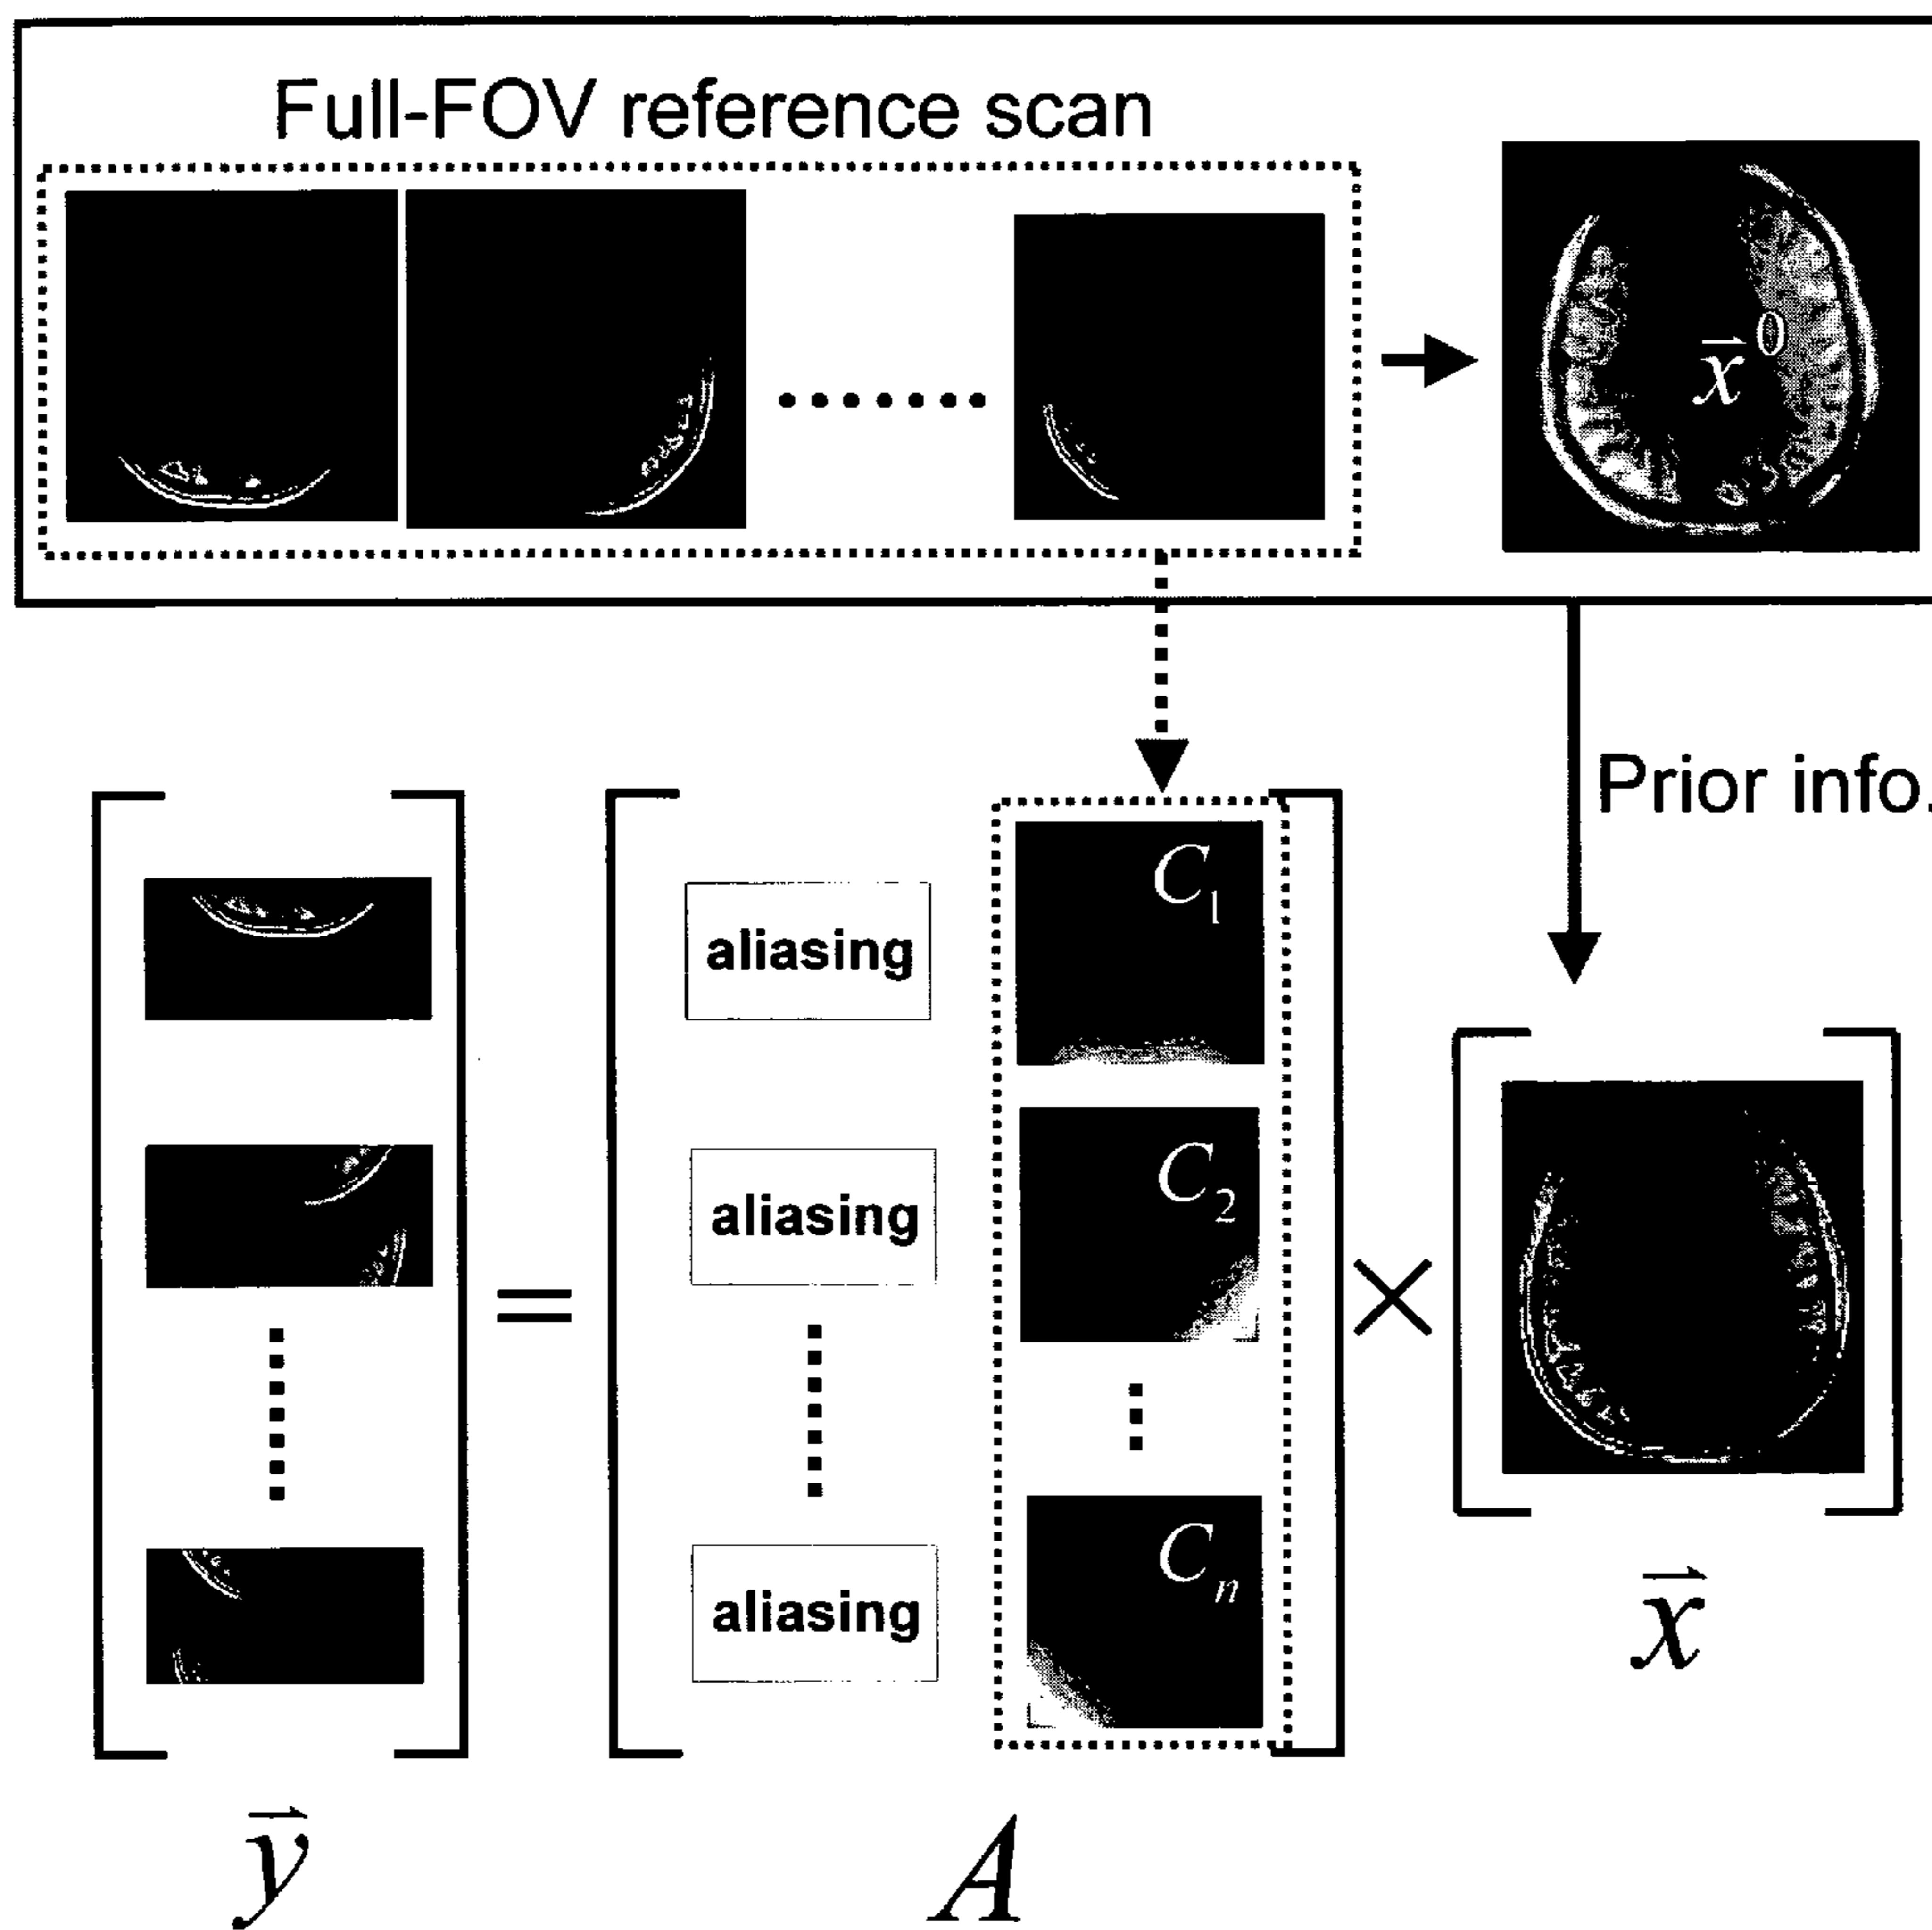 Full-FOV reference scan
x⃗⁰
Prior info.
C₁
aliasing
C₂
aliasing
=
×
Cₙ
aliasing
x⃗
y⃗
A